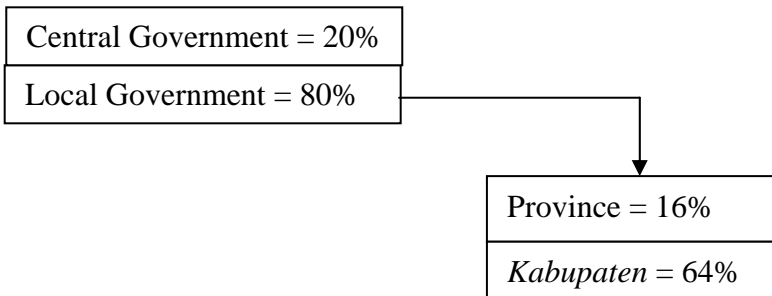 Central Government = 20%
Local Government = 80%
Province = 16%
Kabupaten = 64%